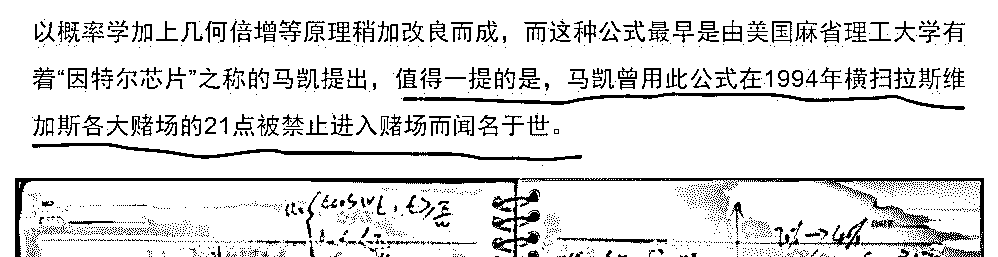 以概率学加上几何倍增等原理稍加改良而成，而这种公式最早是由美国麻省理工大学有
着“因特尔芯片”之称的马凯提出，值得一提的是，马凯曾用此公式在1994年横扫拉斯维
加斯各大赌场的21点被禁止进入赌场而闻名于世。